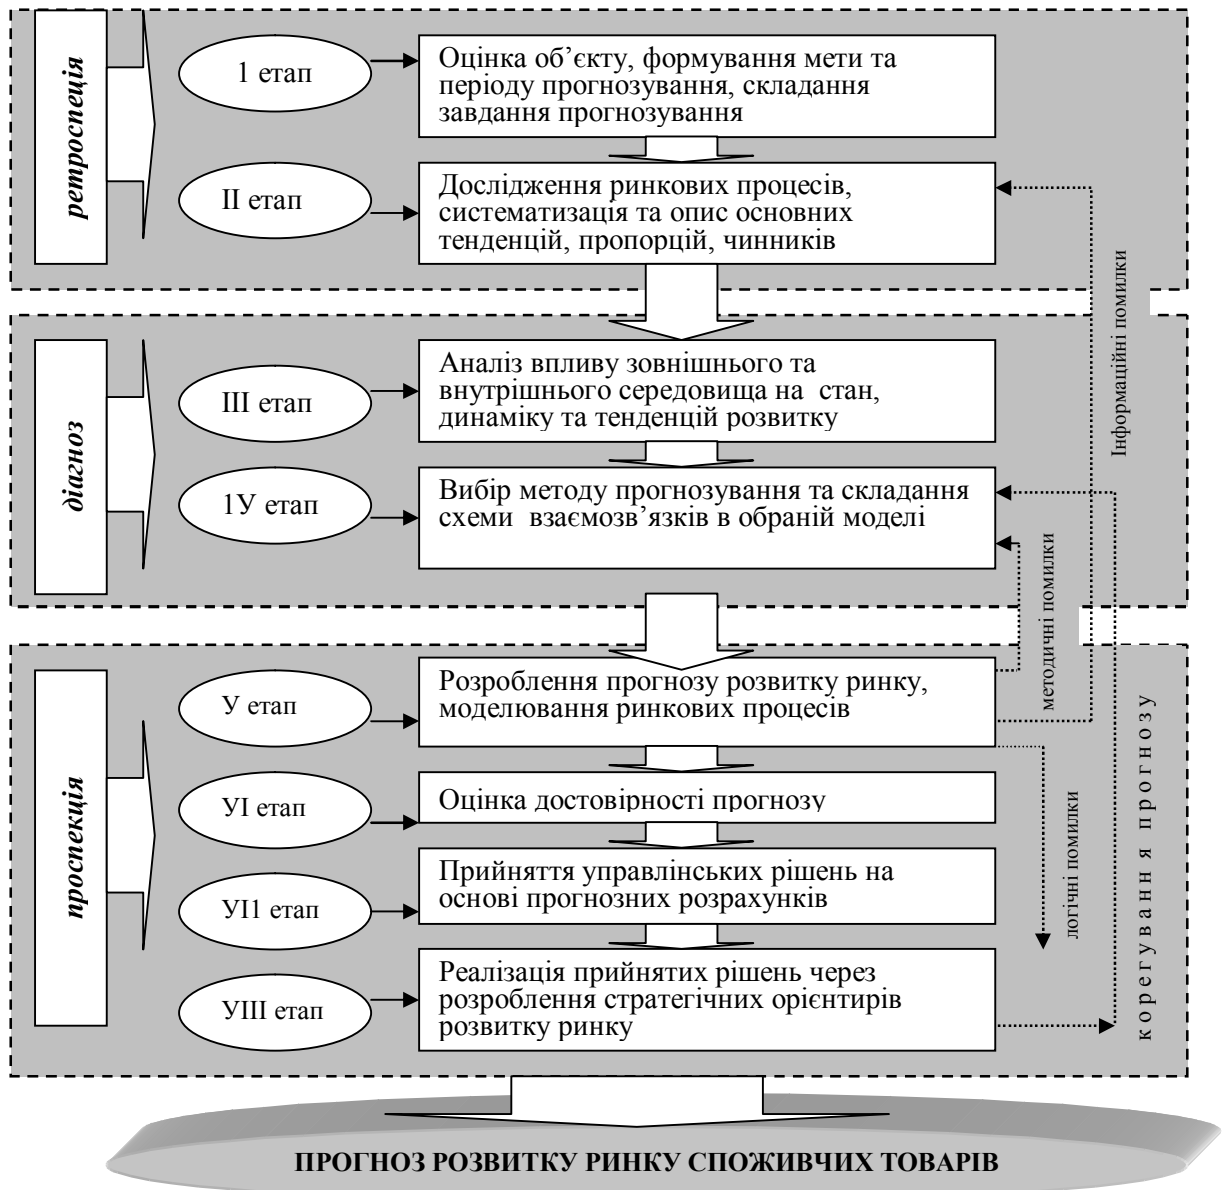 ретроспеція
1 етап
Оцінка об’єкту, формування мети та
періоду прогнозування, складання
завдання прогнозування
ІІ етап
Дослідження ринкових процесів,
систематизація та опис основних
тенденцій, пропорцій, чинників
Інформаційні помилки
діагноз
ІІІ етап
Аналіз впливу зовнішнього та
внутрішнього середовища на стан,
динаміку та тенденцій розвитку
1У етап
Вибір методу прогнозування та складання
схеми взаємозв’язків в обраній моделі
методичні помилки
проспекція
У етап
Розроблення прогнозу розвитку ринку,
моделювання ринкових процесів
УІ етап
Оцінка достовірності прогнозу
УІ1 етап
Прийняття управлінських рішень на
основі прогнозних розрахунків
логічні помилки
УІІІ етап
Реалізація прийнятих рішень через
розроблення стратегічних орієнтирів
розвитку ринку
корегування прогнозу
ПРОГНОЗ РОЗВИТКУ РИНКУ СПОЖИВЧИХ ТОВАРІВ